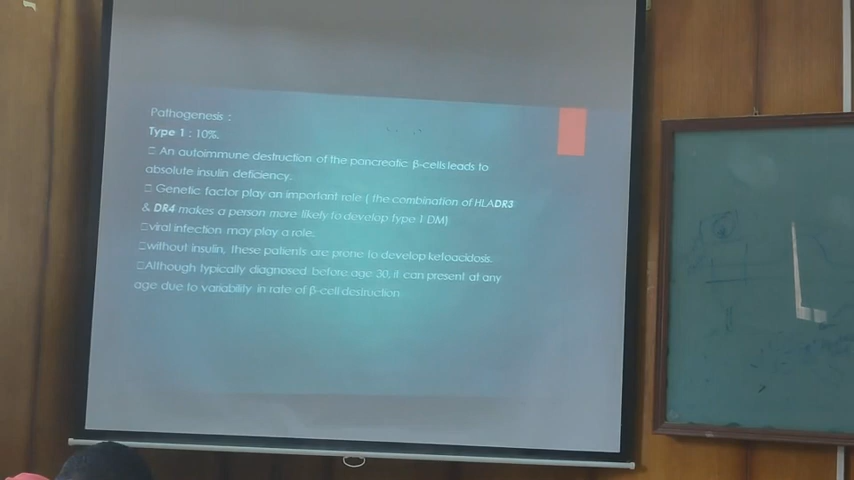 Pathogenesis :
Type 1 : 10%.
□ An autoimmune destruction of the pancreatic β-cells leads to
absolute insulin deficiency.
□ Genetic factor play an important role ( the combination of HLADR3
& DR4 makes a person more likely to develop type 1 DM)
□viral infection may play a role.
□without insulin, these patients are prone to develop ketoacidosis.
□Although typically diagnosed before age 30, it can present at any
age due to variability in rate of β-cell destruction